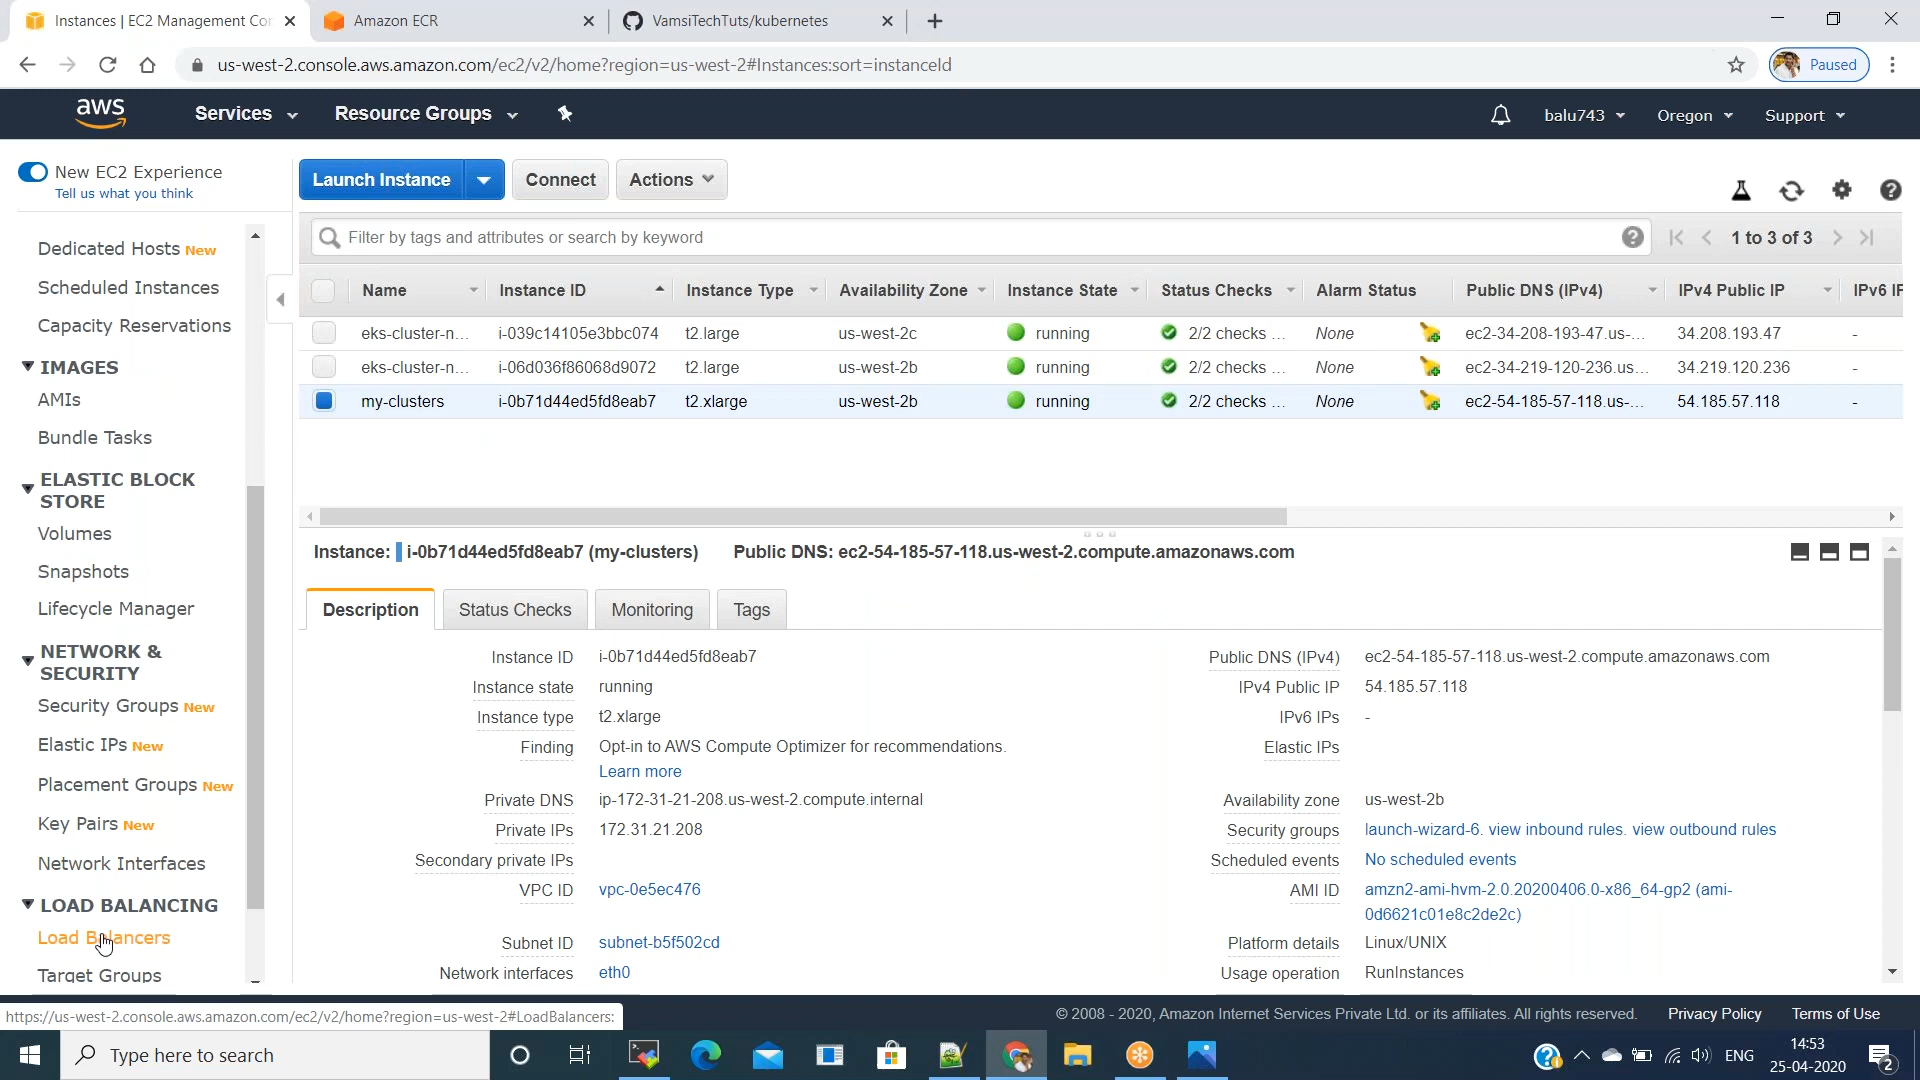 Instances | EC2 Management Con
Amazon ECR
VamsiTechTuts/kubernetes
us-west-2.console.aws.amazon.com/ec2/v2/home?region=us-west-2#Instances:sort=instanceId
Paused
aws
Services
Resource Groups
balu743
Oregon
Support
New EC2 Experience
Tell us what you think
Dedicated Hosts New
Scheduled Instances
Capacity Reservations
IMAGES
AMIs
Bundle Tasks
ELASTIC BLOCK
STORE
Volumes
Snapshots
Lifecycle Manager
NETWORK &
SECURITY
Security Groups New
Elastic IPs New
Placement Groups New
Key Pairs New
Network Interfaces
LOAD BALANCING
Load Balancers
Target Groups
Launch Instance
Connect
Actions
Filter by tags and attributes or search by keyword
1 to 3 of 3
Name Instance ID Instance Type Availability Zone Instance State Status Checks Alarm Status Public DNS (IPv4) IPv4 Public IP IPv6 IP
eks-cluster-n... i-039c14105e3bbc074 t2.large us-west-2c running 2/2 checks ... None ec2-34-208-193-47.us-... 34.208.193.47 -
eks-cluster-n... i-06d036f86068d9072 t2.large us-west-2b running 2/2 checks ... None ec2-34-219-120-236.us... 34.219.120.236 -
my-clusters i-0b71d44ed5fd8eab7 t2.xlarge us-west-2b running 2/2 checks ... None ec2-54-185-57-118.us-... 54.185.57.118 -
Instance: i-0b71d44ed5fd8eab7 (my-clusters) Public DNS: ec2-54-185-57-118.us-west-2.compute.amazonaws.com
Description
Status Checks
Monitoring
Tags
Instance ID i-0b71d44ed5fd8eab7
Instance state running
Instance type t2.xlarge
Finding Opt-in to AWS Compute Optimizer for recommendations.
Learn more
Private DNS ip-172-31-21-208.us-west-2.compute.internal
Private IPs 172.31.21.208
Secondary private IPs
VPC ID vpc-0e5ec476
Subnet ID subnet-b5f502cd
Network interfaces eth0
Public DNS (IPv4) ec2-54-185-57-118.us-west-2.compute.amazonaws.com
IPv4 Public IP 54.185.57.118
IPv6 IPs -
Elastic IPs
Availability zone us-west-2b
Security groups launch-wizard-6. view inbound rules. view outbound rules
Scheduled events No scheduled events
AMI ID amzn2-ami-hvm-2.0.20200406.0-x86_64-gp2 (ami-
0d6621c01e8c2de2c)
Platform details Linux/UNIX
Usage operation RunInstances
https://us-west-2.console.aws.amazon.com/ec2/v2/home?region=us-west-2#LoadBalancers:
© 2008 - 2020, Amazon Internet Services Private Ltd. or its affiliates. All rights reserved. Privacy Policy Terms of Use
Type here to search
ENG
14:53
25-04-2020
2